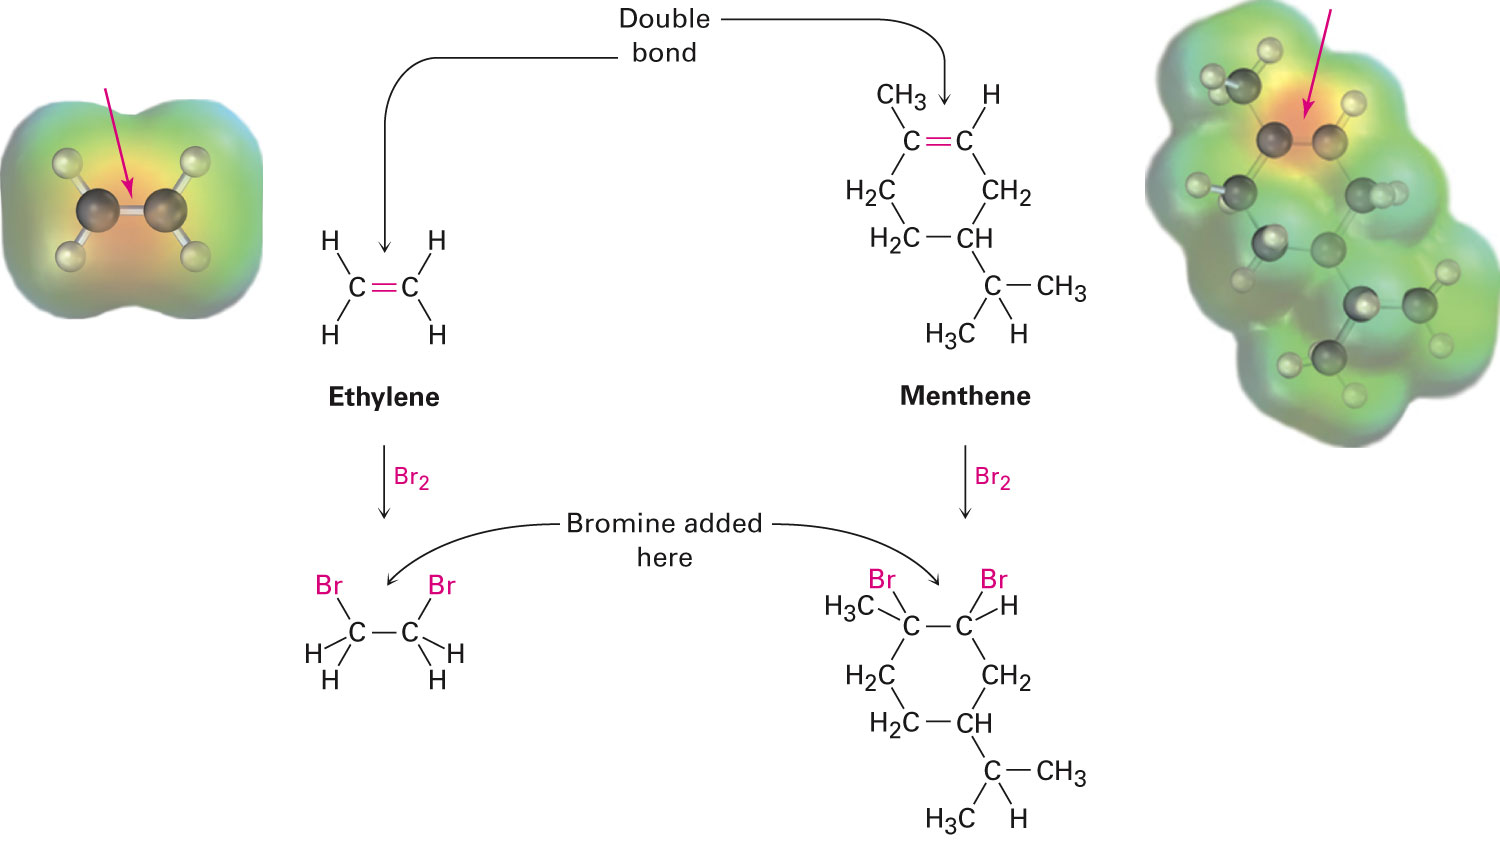 Double
bond
CH3 H
C=C
H2C CH2
H2C—CH
C—CH3
H3C H
H H
C=C
H H
Ethylene
Menthene
Br2
Br2
Bromine added
here
Br Br
C—C
H H
H H
Br Br
H3C H
C—C
H2C CH2
H2C—CH
C—CH3
H3C H